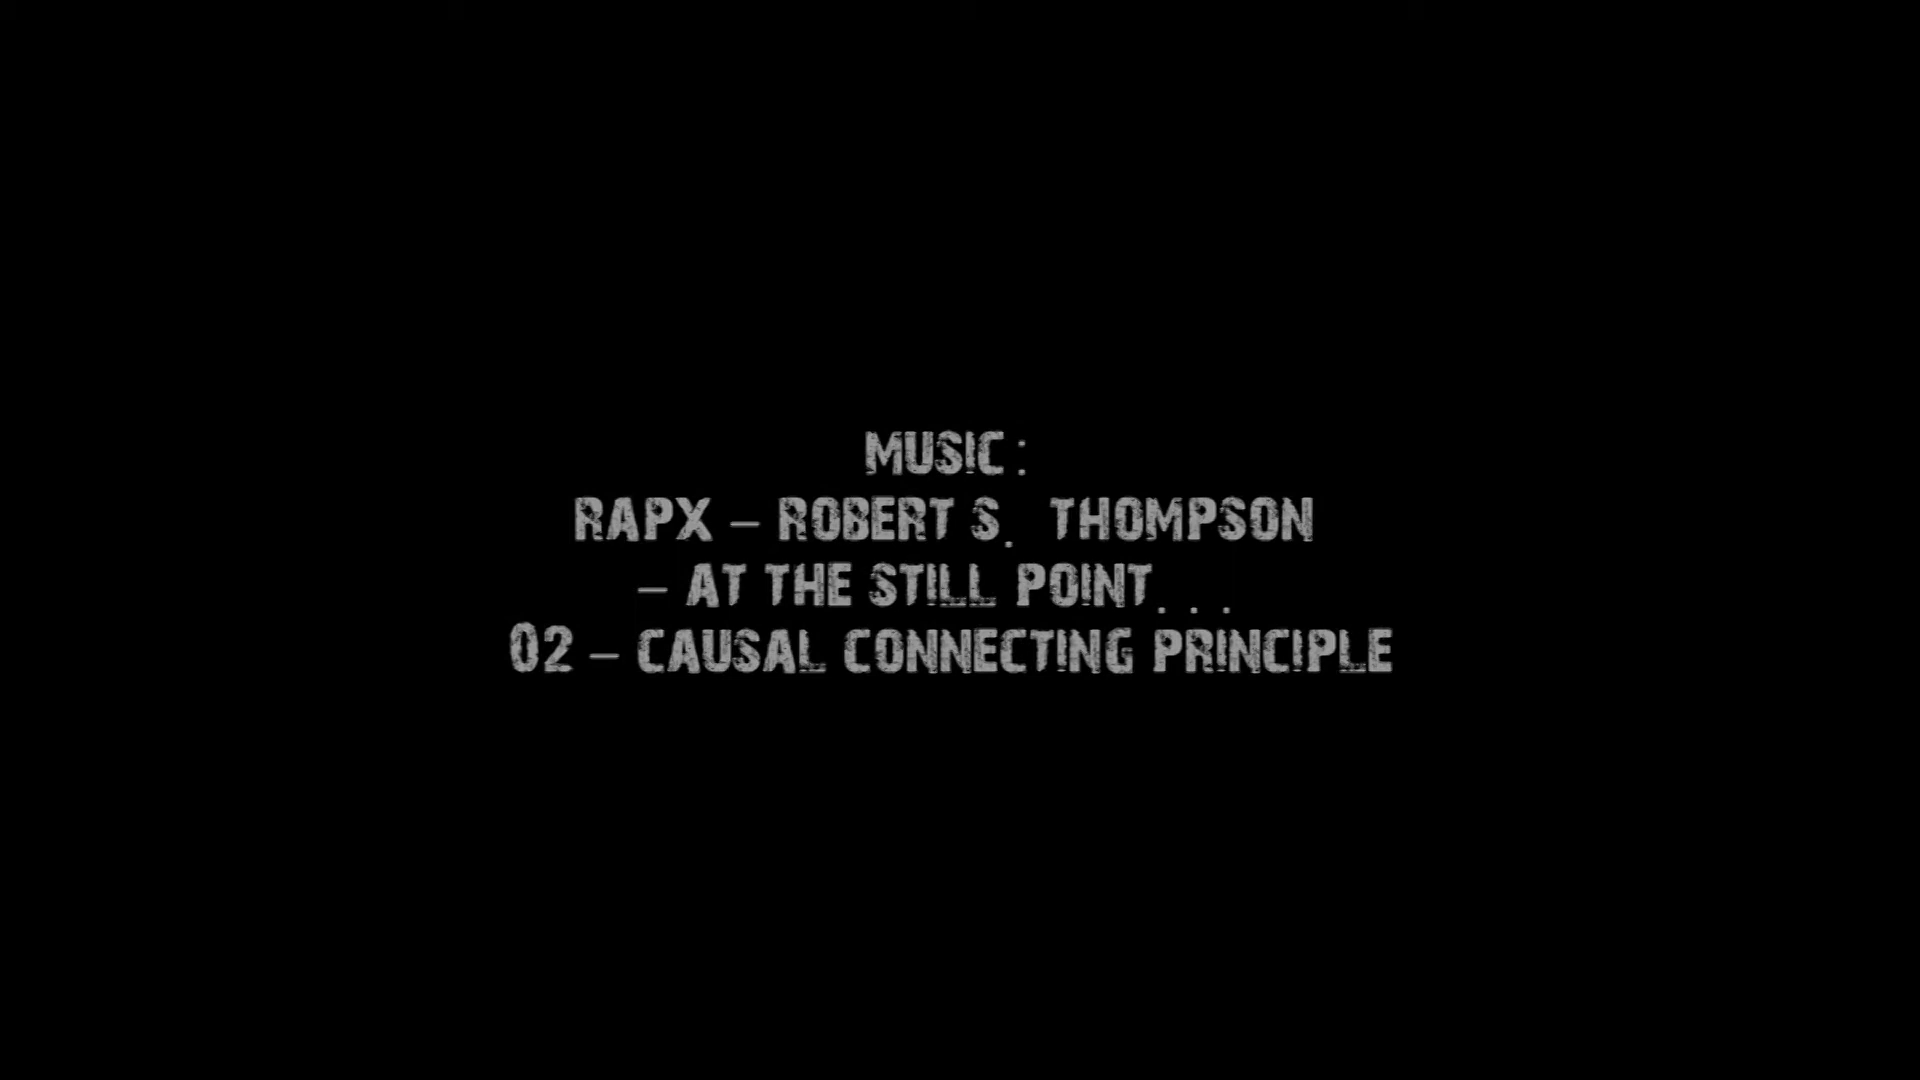 MUSIC:
RAPX – ROBERT S. THOMPSON
– AT THE STILL POINT...
02 – CAUSAL CONNECTING PRINCIPLE